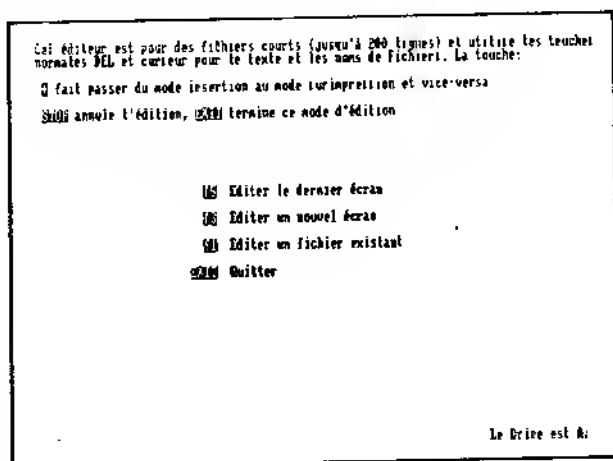 Cet éditeur est pour des fichiers courts (jusqu'à 200 lignes) et utilise les touches
normales DEL et curseur pour le texte et les noms de Fichiers. La touche:
fait passer du mode insertion au mode surimpression et vice-versa
annule l'édition, termine ce mode d'édition
Editer le dernier écran
Editer un nouvel écran
Editer un fichier existant
Quitter
Le Drive est A: